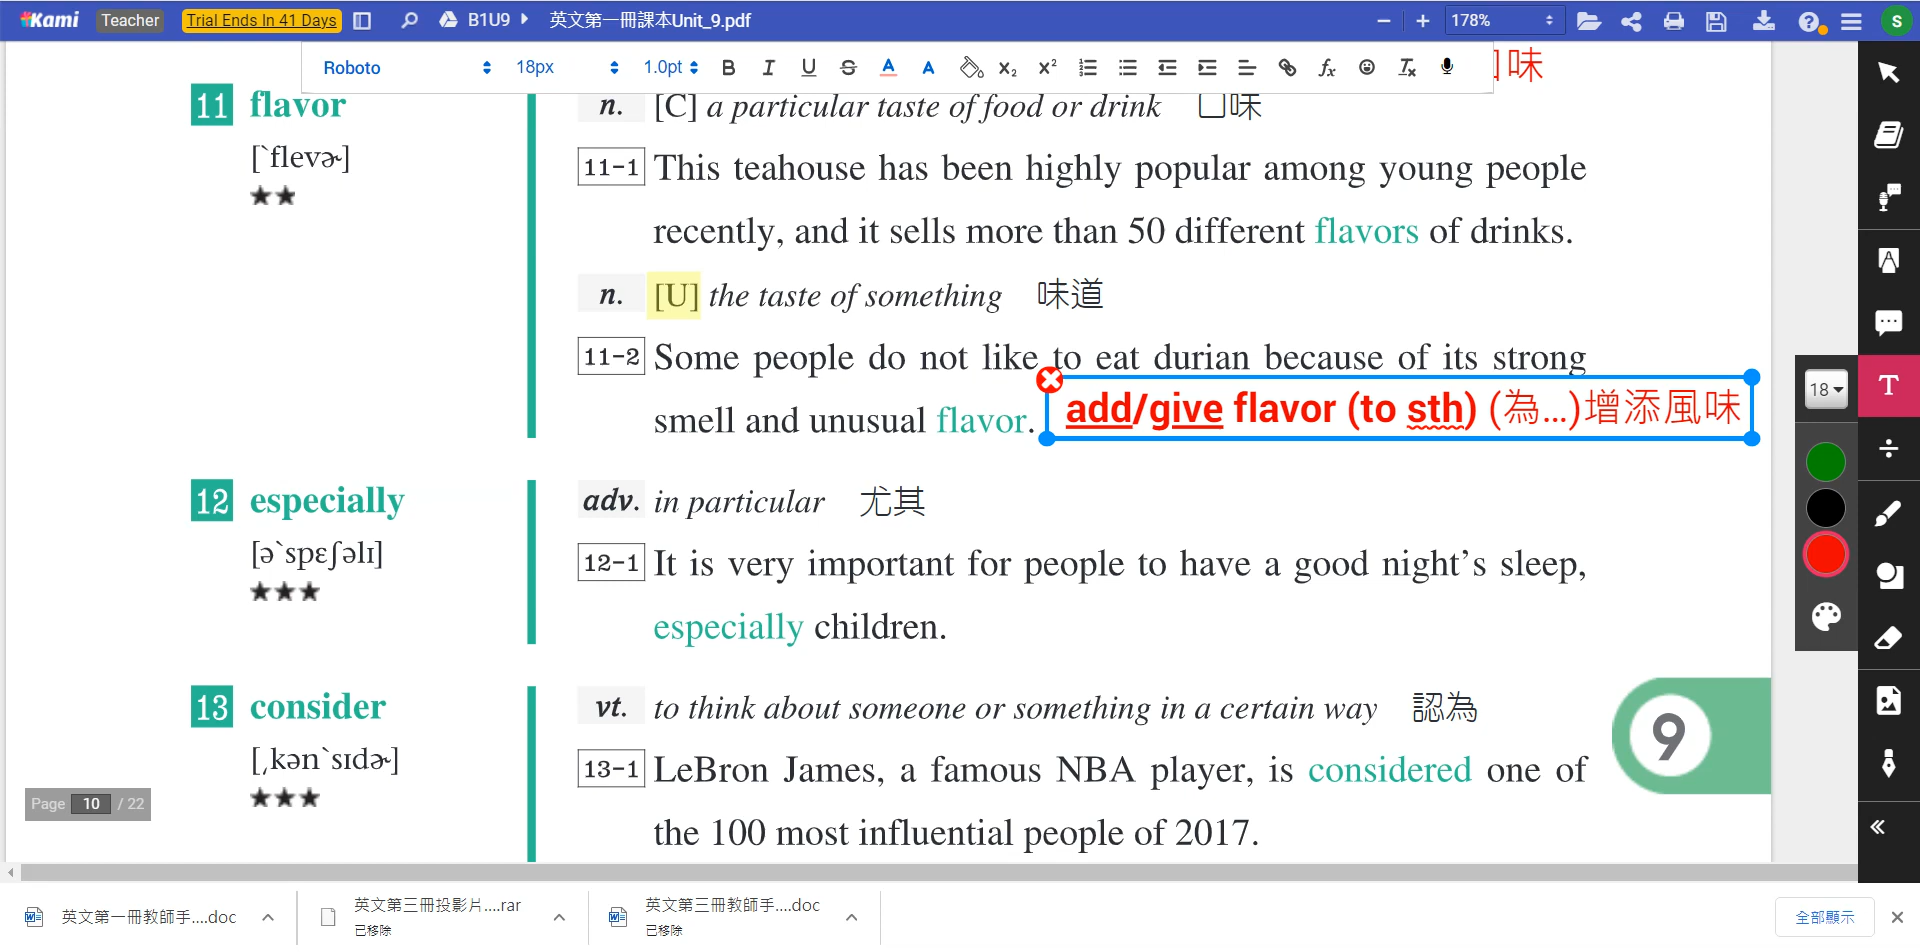 Kami Teacher Trial Ends In 41 Days B1U9 英文第一冊課本Unit_9.pdf 178% S
Roboto 18px 1.0pt B I U S A A x₂ x² fx Tx 味
11 flavor n. [C] a particular taste of food or drink 口味
[ˋflevɚ]
★★
11-1 This teahouse has been highly popular among young people
recently, and it sells more than 50 different flavors of drinks.
n. [U] the taste of something 味道
11-2 Some people do not like to eat durian because of its strong
smell and unusual flavor. add/give flavor (to sth) (為...)增添風味
18
12 especially adv. in particular 尤其
[əˋspɛʃəlɪ]
★★★
12-1 It is very important for people to have a good night's sleep,
especially children.
13 consider vt. to think about someone or something in a certain way 認為
[ˏkənˋsɪdɚ]
★★★
13-1 LeBron James, a famous NBA player, is considered one of
the 100 most influential people of 2017.
9
Page 10 / 22
英文第一冊教師手....doc
英文第三冊投影片....rar
已移除
英文第三冊教師手....doc
已移除
全部顯示